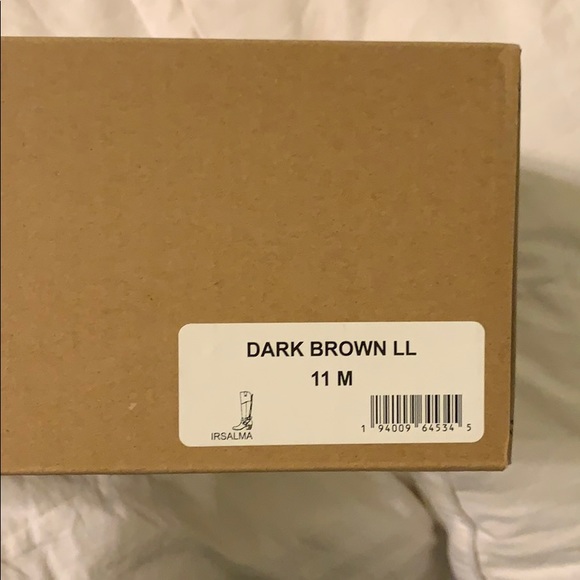 DARK BROWN LL
11 M
IRSALMA
1 94009 64534 5